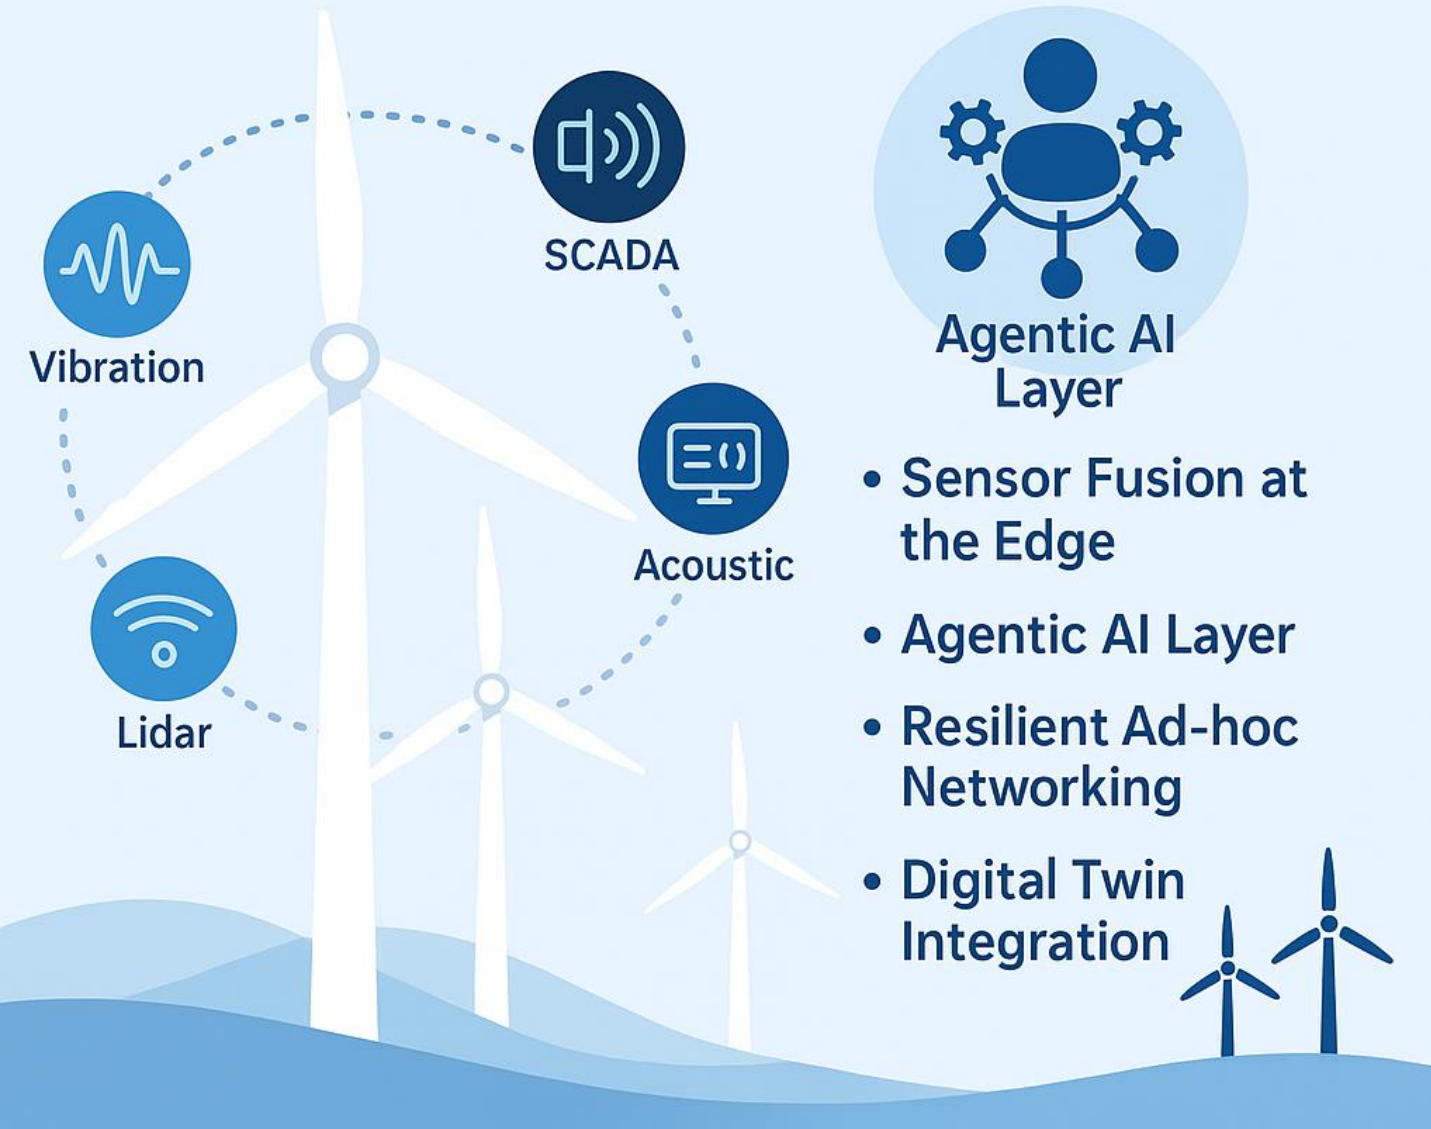 SCADA
Vibration
Acoustic
Lidar
Agentic AI
Layer
• Sensor Fusion at
the Edge
• Agentic AI Layer
• Resilient Ad-hoc
Networking
• Digital Twin
Integration